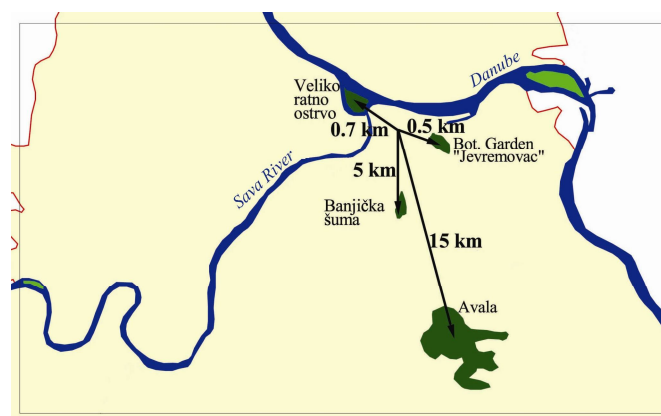 Danube
Veliko
ratno
ostrvo
0.7 km
0.5 km
Bot. Garden
"Jevremovac"
5 km
Sava River
Banjička
šuma
15 km
Avala